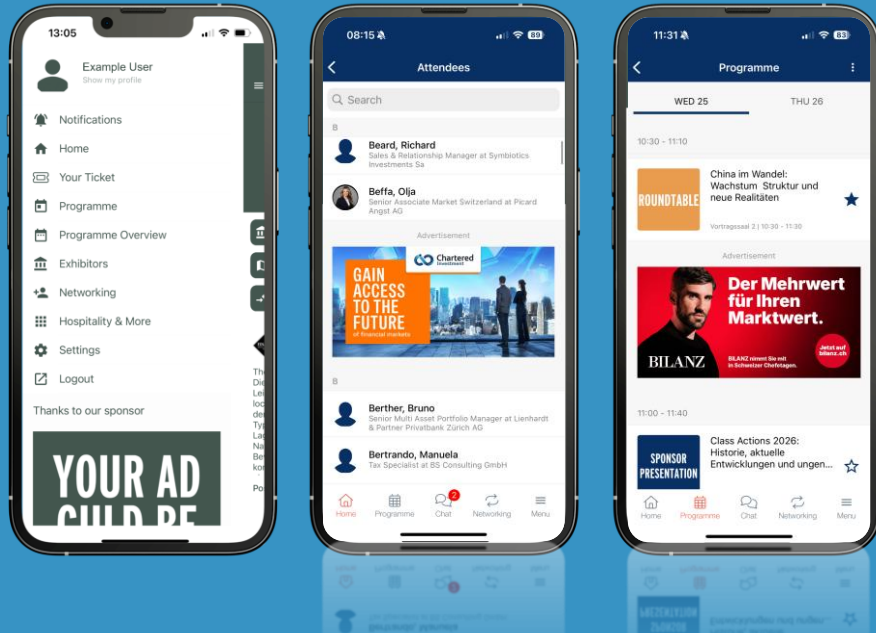 13:05
Example User
Show my profile
Notifications
Home
Your Ticket
Programme
Programme Overview
Exhibitors
Networking
Hospitality & More
Settings
Logout
Thanks to our sponsor
YOUR AD
08:15
89
Attendees
Search
B
Beard, Richard
Sales & Relationship Manager at Symbiotics
Investments Sa
Beffa, Olja
Senior Associate Market Switzerland at Picard
Angst AG
Advertisement
Chartered
Investment
GAIN
ACCESS
TO THE
FUTURE
of financial markets
B
Berther, Bruno
Senior Multi Asset Portfolio Manager at Lienhardt
& Partner Privatbank Zürich AG
Bertrando, Manuela
Tax Specialist at BS Consulting GmbH
2
Home Programme Chat Networking Menu
11:31
83
Programme
WED 25 THU 26
10:30 - 11:10
ROUNDTABLE
China im Wandel:
Wachstum Struktur und
neue Realitäten
Vortragssaal 2 | 10:30 - 11:30
Advertisement
Der Mehrwert
für Ihren
Marktwert.
BILANZ
BILANZ nimmt Sie mit
in Schweizer Chefetagen.
Jetzt auf
bilanz.ch
11:00 - 11:40
SPONSOR
PRESENTATION
Class Actions 2026:
Historie, aktuelle
Entwicklungen und ungen...
Home Programme Chat Networking Menu